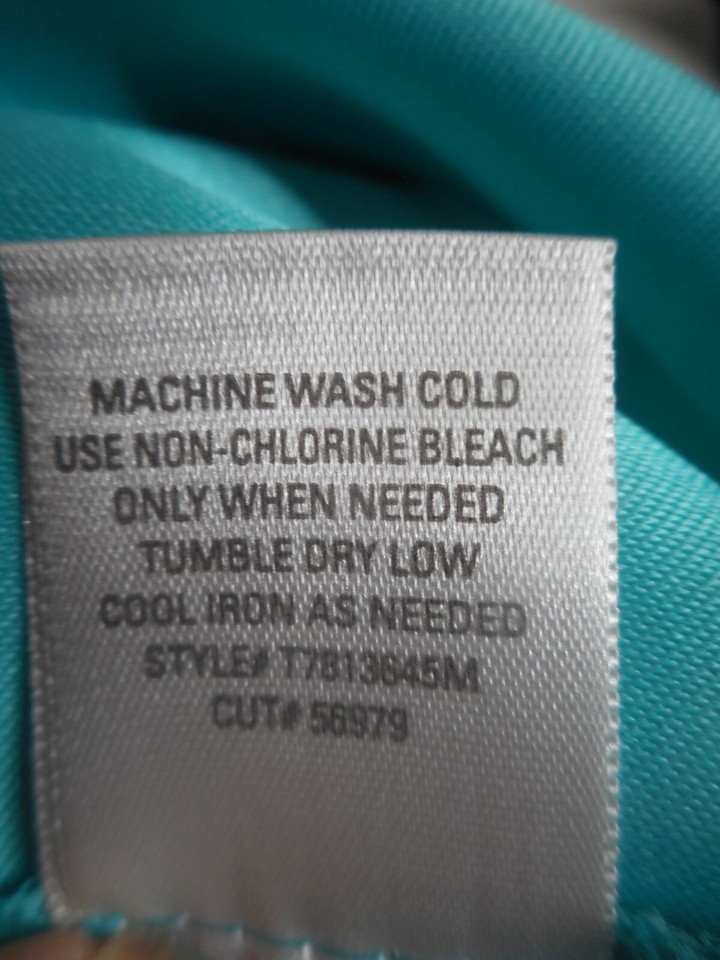 MACHINE WASH COLD
USE NON-CHLORINE BLEACH
ONLY WHEN NEEDED
TUMBLE DRY LOW
COOL IRON AS NEEDED
STYLE# T7813645M
CUT# 56979